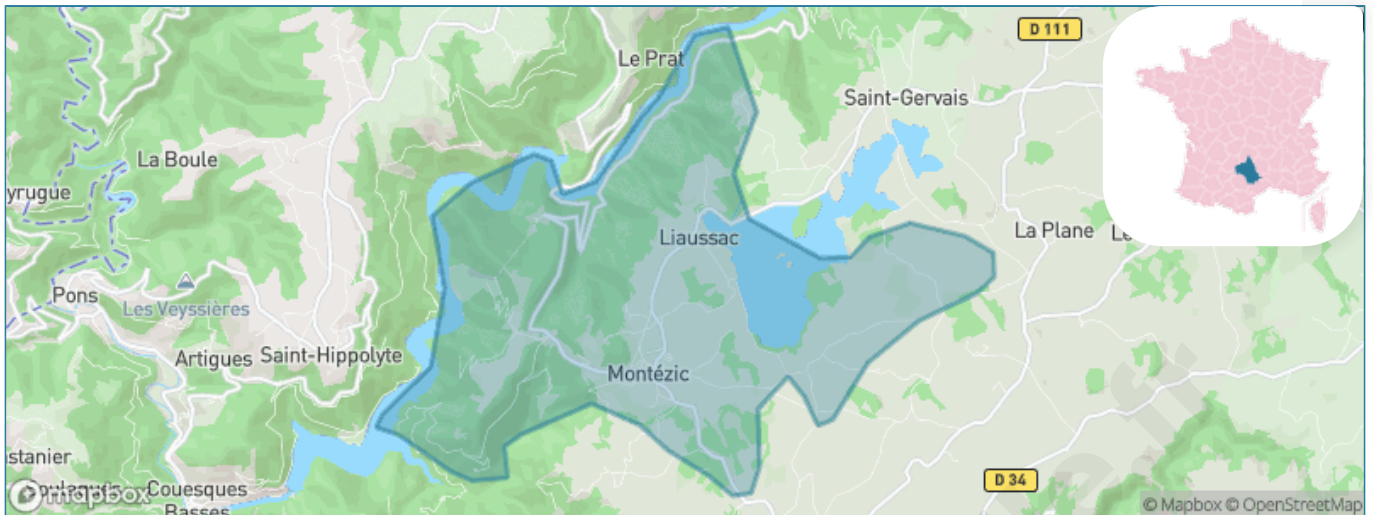 D 111
Le Prat
Saint-Gervais
La Boule
yrugue
Liaussac
La Plane
Pons
Les Veyssières
Artigues
Saint-Hippolyte
Montézic
stanier
D 34
mapbox
Couesques
Basses
© Mapbox © OpenStreetMap